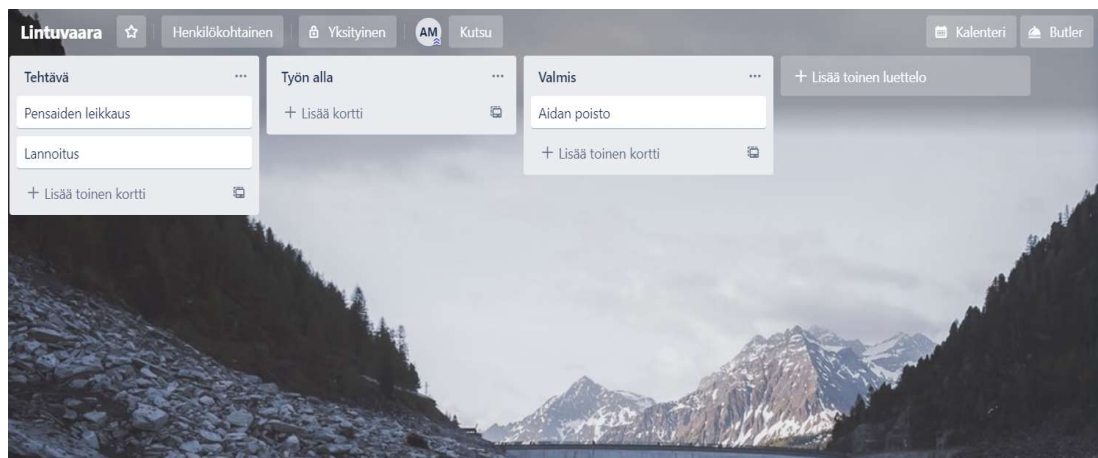 Lintuvaara Henkilökohtainen Yksityinen AM Kutsu Kalenteri Butler
Tehtävä
Pensaiden leikkaus
Lannoitus
+ Lisää toinen kortti
Työn alla
+ Lisää kortti
Valmis
Aidan poisto
+ Lisää toinen kortti
+ Lisää toinen luettelo